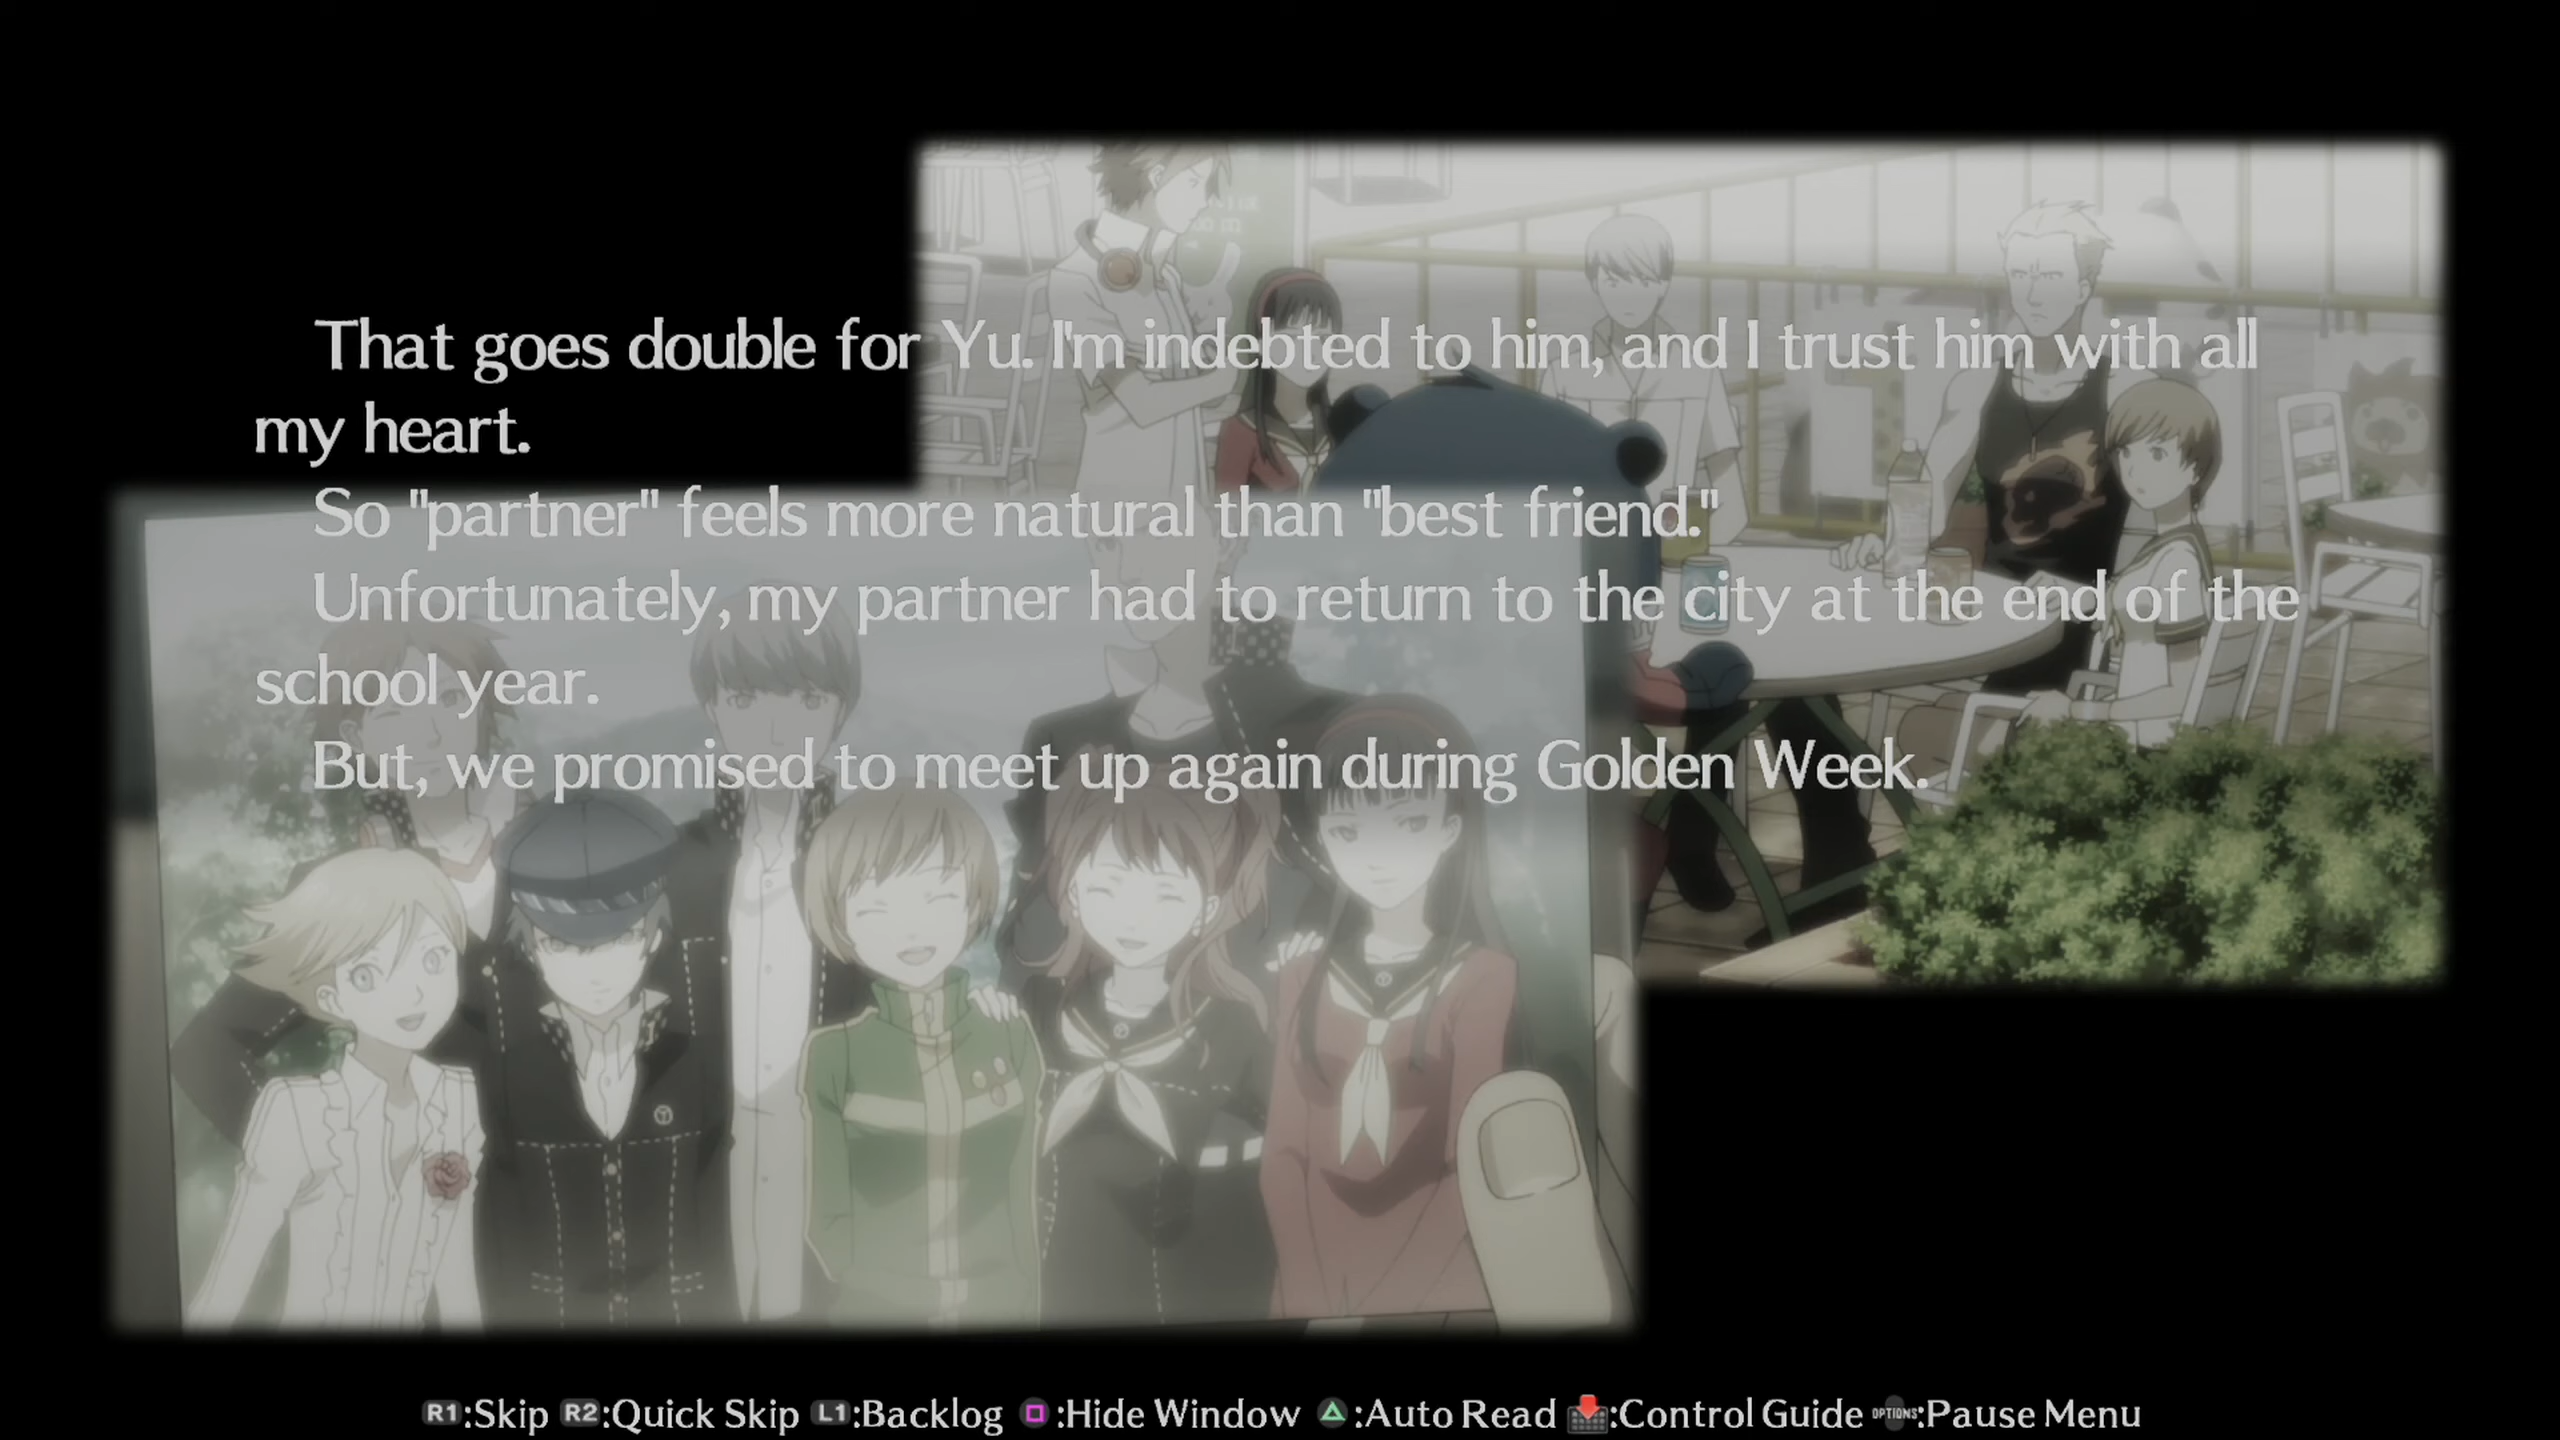 That goes double for Yu. I'm indebted to him, and I trust him with all
my heart.
So "partner" feels more natural than "best friend."
Unfortunately, my partner had to return to the city at the end of the
school year.
But, we promised to meet up again during Golden Week.
R1:Skip R2:Quick Skip L1:Backlog :Hide Window :Auto Read :Control Guide OPTIONS:Pause Menu